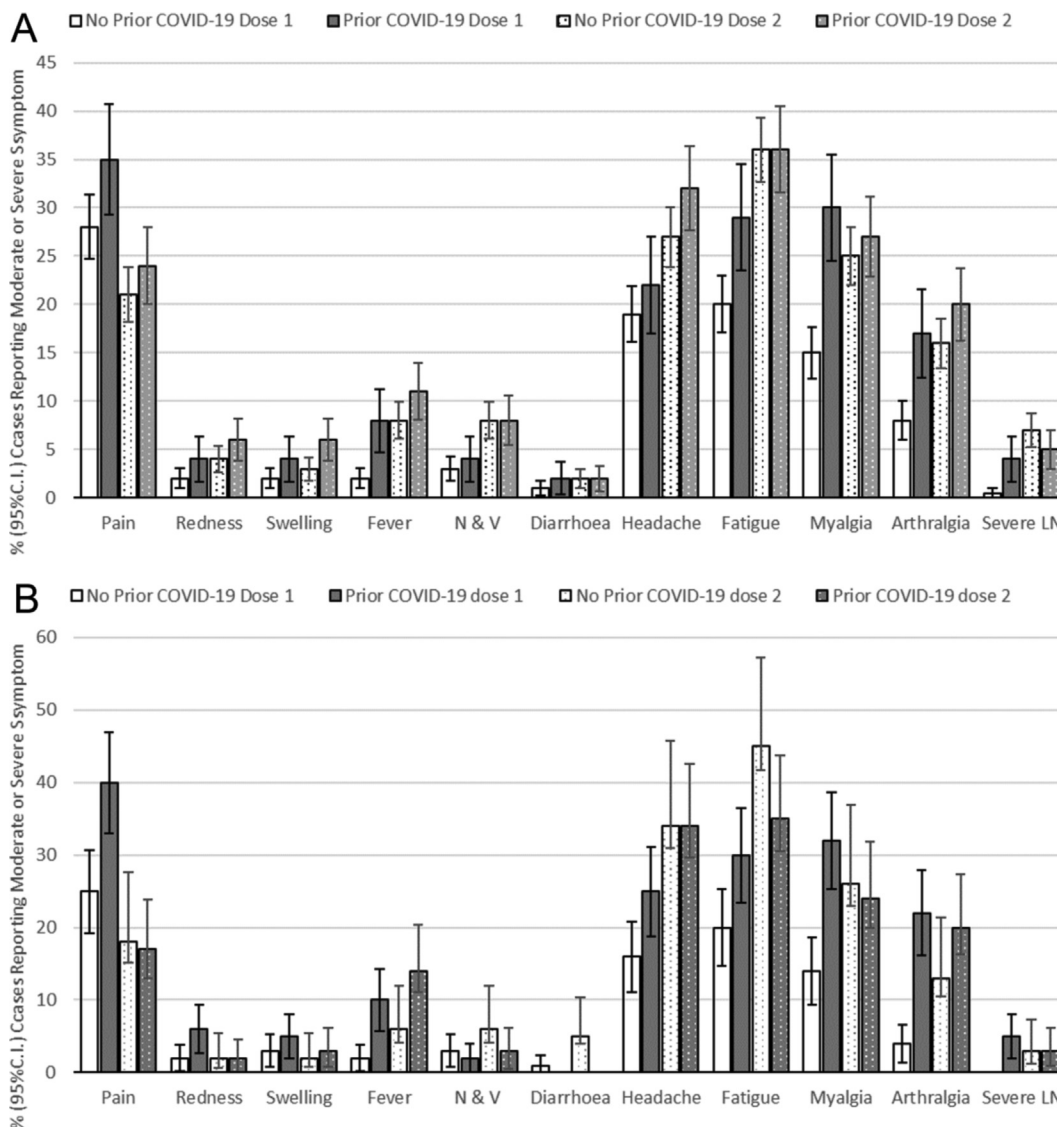 A
No Prior COVID-19 Dose 1 Prior COVID-19 Dose 1 No Prior COVID-19 Dose 2 Prior COVID-19 Dose 2
% (95%C.I.) Ccases Reporting Moderate or Severe Ssymptom
45
40
35
30
25
20
15
10
5
0
Pain Redness Swelling Fever N & V Diarrhoea Headache Fatigue Myalgia Arthralgia Severe LN
B
No Prior COVID-19 Dose 1 Prior COVID-19 dose 1 No Prior COVID-19 dose 2 Prior COVID-19 dose 2
% (95%C.I.) Ccases Reporting Moderate or Severe Ssymptom
60
50
40
30
20
10
0
Pain Redness Swelling Fever N & V Diarrhoea Headache Fatigue Myalgia Arthralgia Severe LN